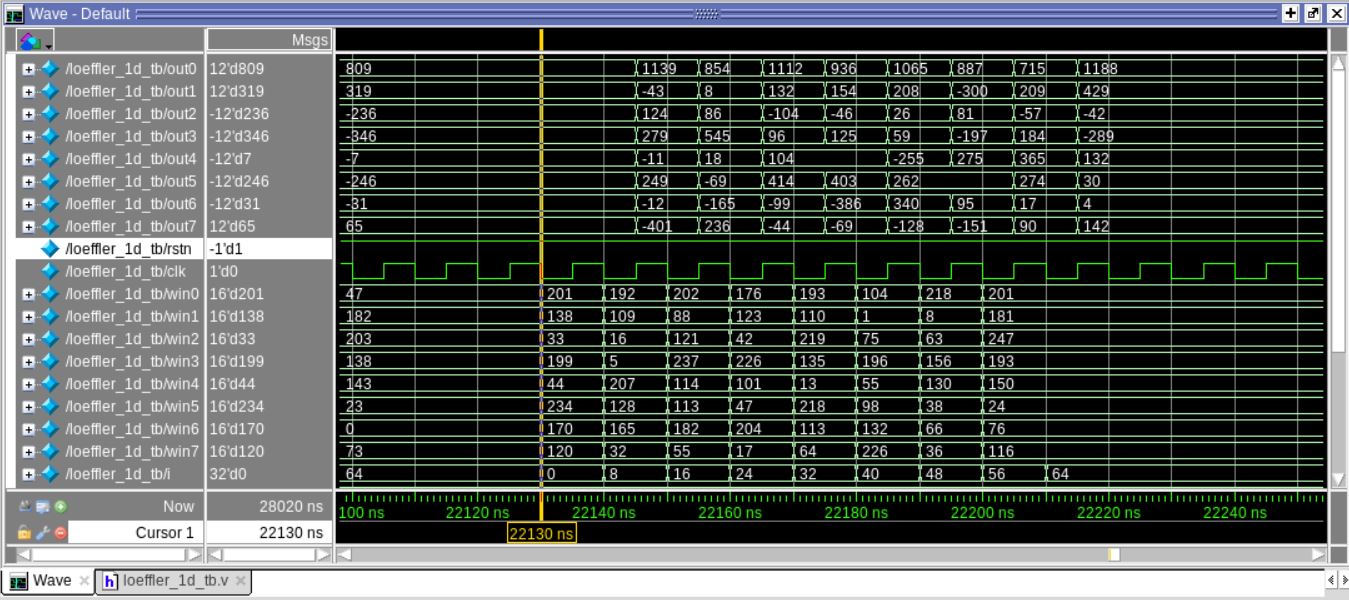 Wave - Default
Msgs
/loeffler_1d_tb/out0 12'd809 809 1139 854 1112 936 1065 887 715 1188
/loeffler_1d_tb/out1 12'd319 319 -43 8 132 154 208 -300 209 429
/loeffler_1d_tb/out2 -12'd236 -236 124 86 -104 -46 26 81 -57 -42
/loeffler_1d_tb/out3 -12'd346 -346 279 545 96 125 59 -197 184 -289
/loeffler_1d_tb/out4 -12'd7 -7 -11 18 104 -255 275 365 132
/loeffler_1d_tb/out5 -12'd246 -246 249 -69 414 403 262 274 30
/loeffler_1d_tb/out6 -12'd31 -31 -12 -165 -99 -386 340 95 17 4
/loeffler_1d_tb/out7 12'd65 65 -401 236 -44 -69 -128 -151 90 142
/loeffler_1d_tb/rstn -1'd1
/loeffler_1d_tb/clk 1'd0
/loeffler_1d_tb/win0 16'd201 47 201 192 202 176 193 104 218 201
/loeffler_1d_tb/win1 16'd138 182 138 109 88 123 110 1 8 181
/loeffler_1d_tb/win2 16'd33 203 33 16 121 42 219 75 63 247
/loeffler_1d_tb/win3 16'd199 138 199 5 237 226 135 196 156 193
/loeffler_1d_tb/win4 16'd44 143 44 207 114 101 13 55 130 150
/loeffler_1d_tb/win5 16'd234 23 234 128 113 47 218 98 38 24
/loeffler_1d_tb/win6 16'd170 0 170 165 182 204 113 132 66 76
/loeffler_1d_tb/win7 16'd120 73 120 32 55 17 64 226 36 116
/loeffler_1d_tb/i 32'd0 64 0 8 16 24 32 40 48 56 64
Now 28020 ns 100 ns 22120 ns 22140 ns 22160 ns 22180 ns 22200 ns 22220 ns 22240 ns
Cursor 1 22130 ns 22130 ns
Wave h loeffler_1d_tb.v